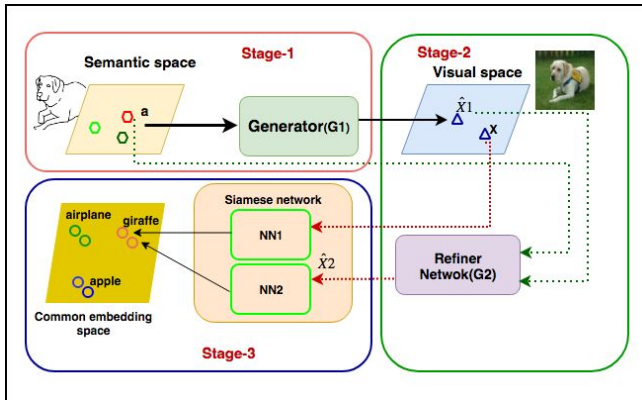 Stage-1
Semantic space
a
Generator(G1)
Stage-2
Visual space
X̂1
X
Siamese network
NN1
NN2
X̂2
Refiner
Netwok(G2)
airplane
giraffe
apple
Common embedding
space
Stage-3